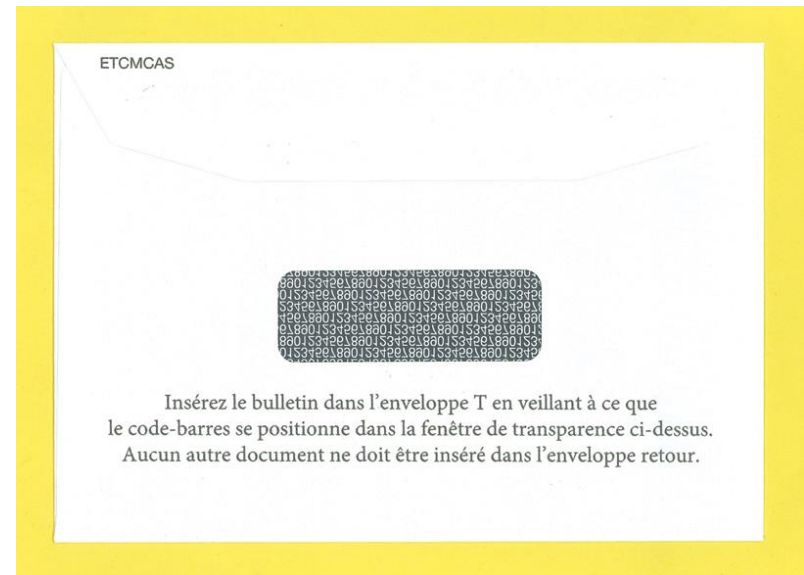 ETCMCAS
Insérez le bulletin dans l’enveloppe T en veillant à ce que
le code-barres se positionne dans la fenêtre de transparence ci-dessus.
Aucun autre document ne doit être inséré dans l’enveloppe retour.